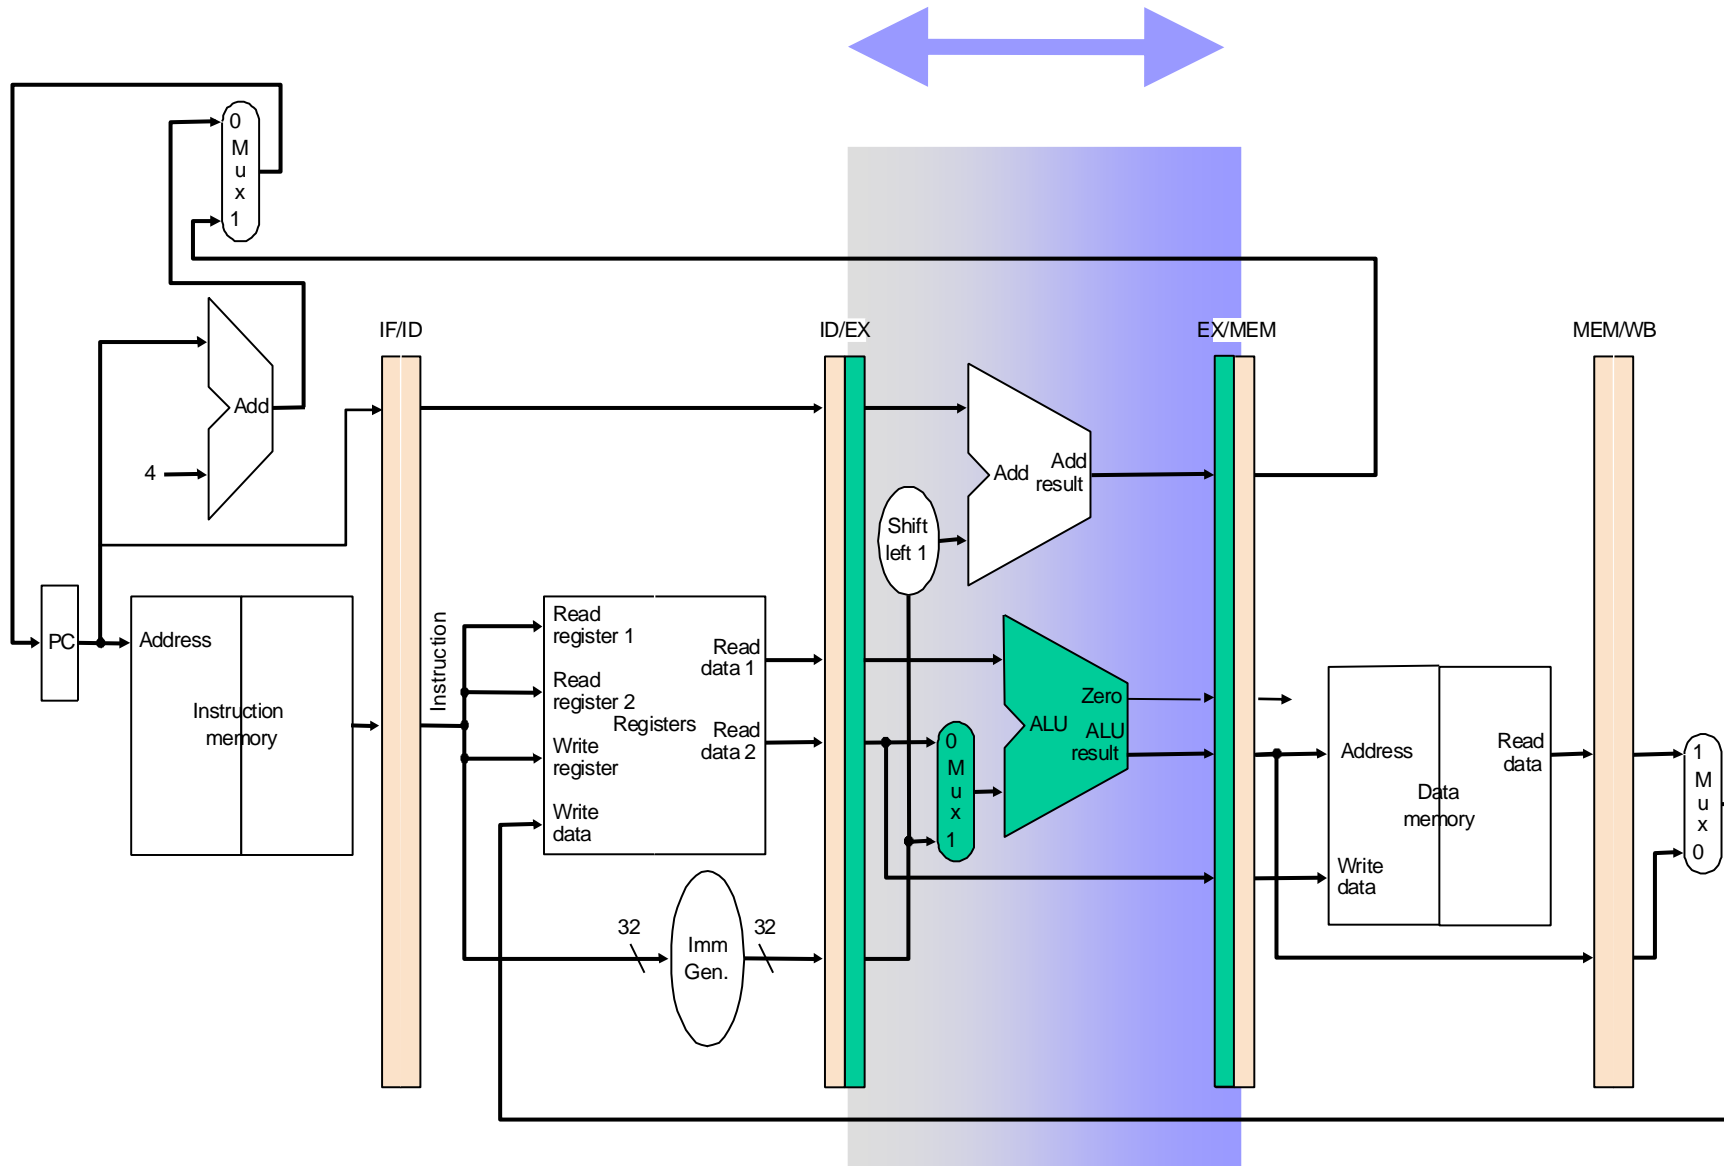 0
M
u
x
1
IF/ID
ID/EX
EX/MEM
MEM/WB
Add
4
Add
Add
result
Shift
left 1
PC
Address
Instruction
memory
Instruction
Read
register 1
Read
register 2
Write
register
Write
data
Registers
Read
data 1
Read
data 2
32
Imm
Gen.
32
0
M
u
x
1
Zero
ALU
ALU
result
Address
Read
data
Data
memory
Write
data
1
M
u
x
0